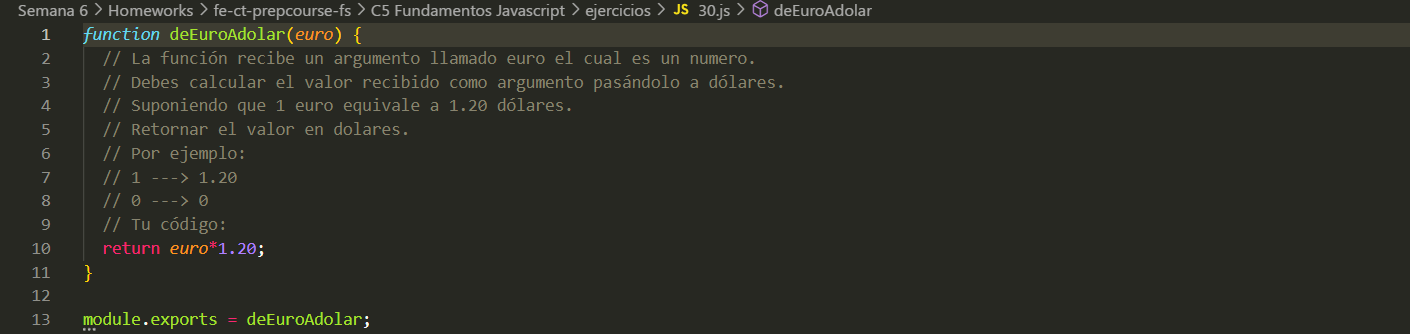 Semana 6 > Homeworks > fe-ct-prepcourse-fs > C5 Fundamentos Javascript > ejercicios > JS 30.js > deEuroAdolar
1 function deEuroAdolar(euro) {
2 // La función recibe un argumento llamado euro el cual es un numero.
3 // Debes calcular el valor recibido como argumento pasándolo a dólares.
4 // Suponiendo que 1 euro equivale a 1.20 dólares.
5 // Retornar el valor en dolares.
6 // Por ejemplo:
7 // 1 ---> 1.20
8 // 0 ---> 0
9 // Tu código:
10 return euro*1.20;
11 }
12
13 module.exports = deEuroAdolar;